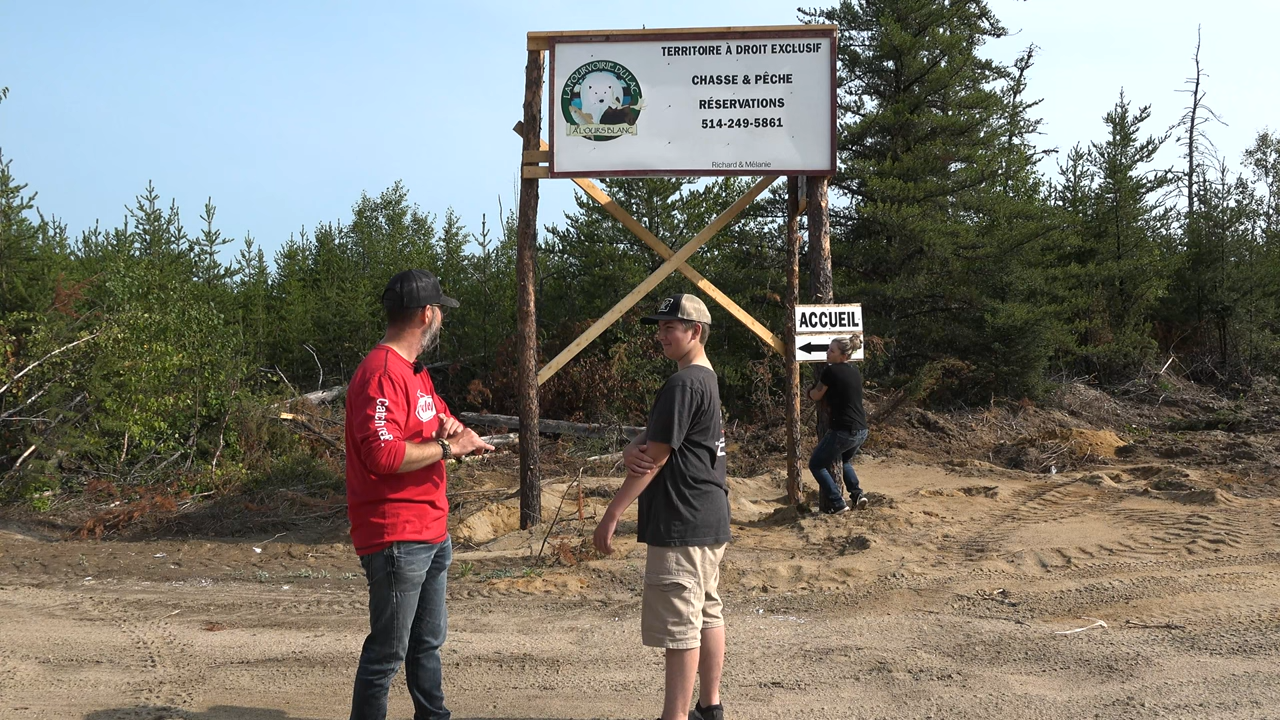 TERRITOIRE À DROIT EXCLUSIF
LA POURVOIRIE DU LAC
À L'OURS BLANC
CHASSE & PÊCHE
RÉSERVATIONS
514-249-5861
Richard & Mélanie
ACCUEIL